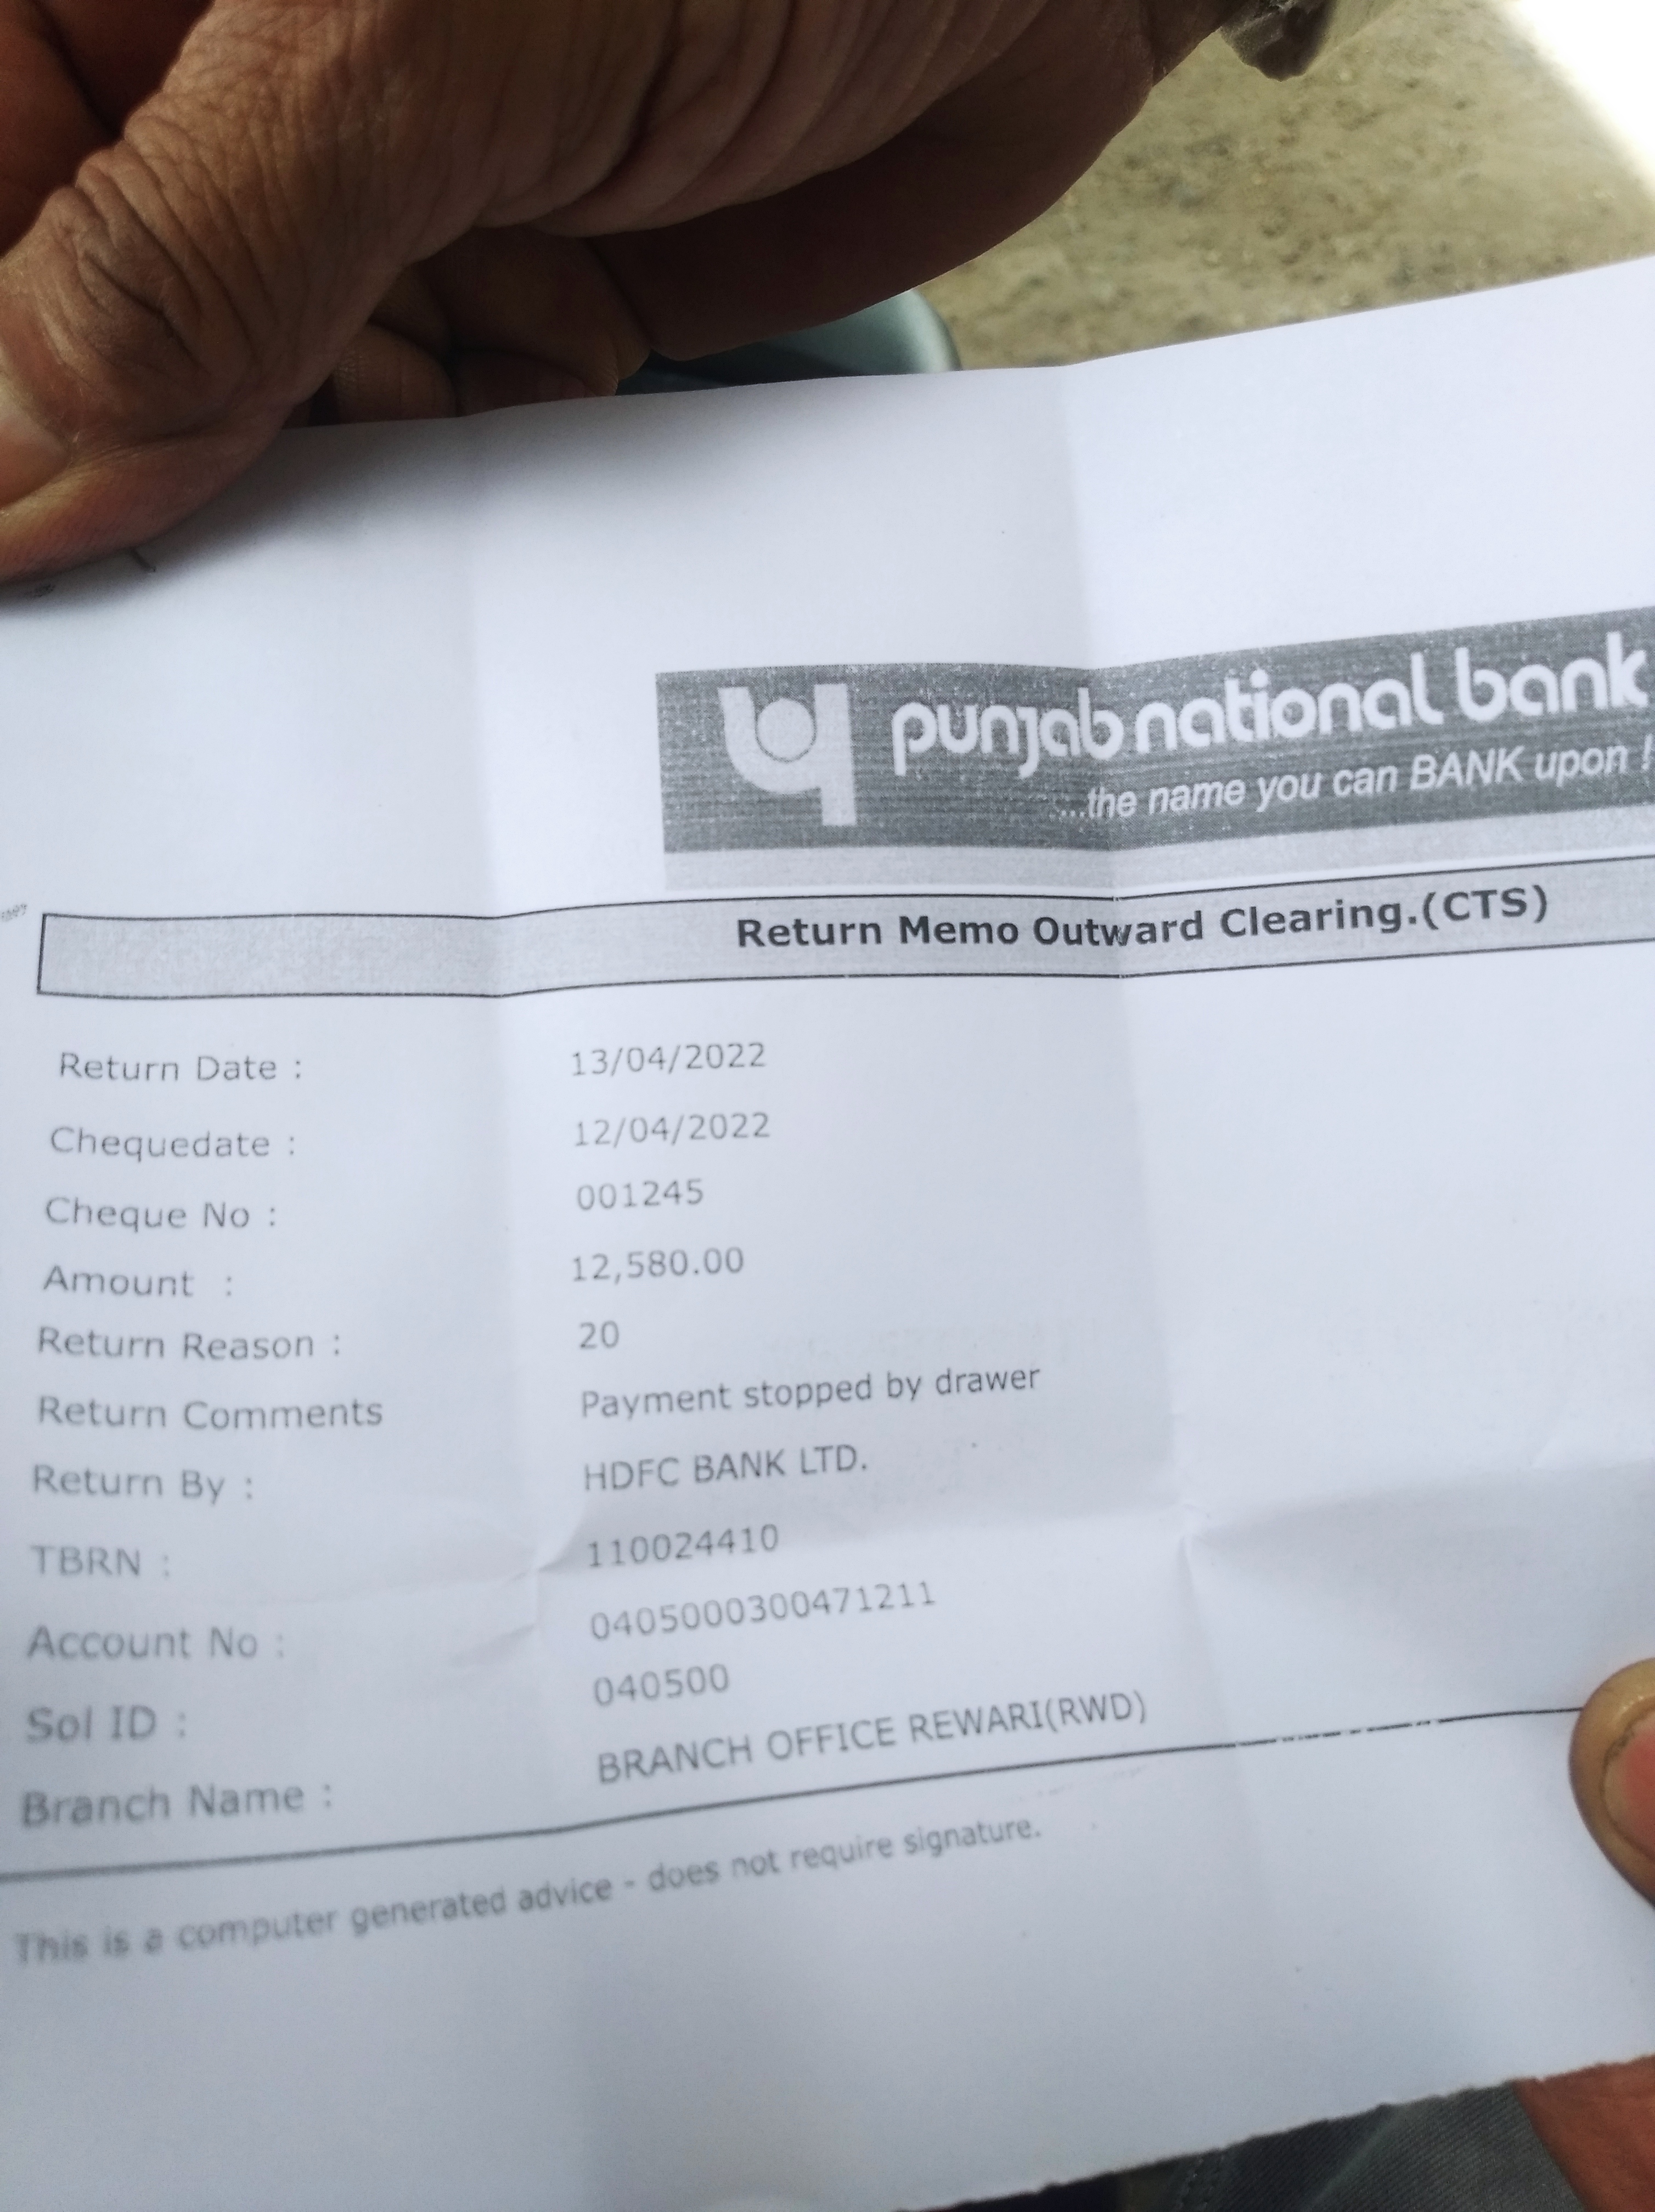 punjab national bank
...the name you can BANK upon !
Return Memo Outward Clearing.(CTS)
Return Date : 13/04/2022
Chequedate : 12/04/2022
Cheque No : 001245
Amount : 12,580.00
Return Reason : 20
Return Comments Payment stopped by drawer
Return By : HDFC BANK LTD.
TBRN : 110024410
Account No : 0405000300471211
Sol ID : 040500
Branch Name : BRANCH OFFICE REWARI(RWD)
This is a computer generated advice - does not require signature.